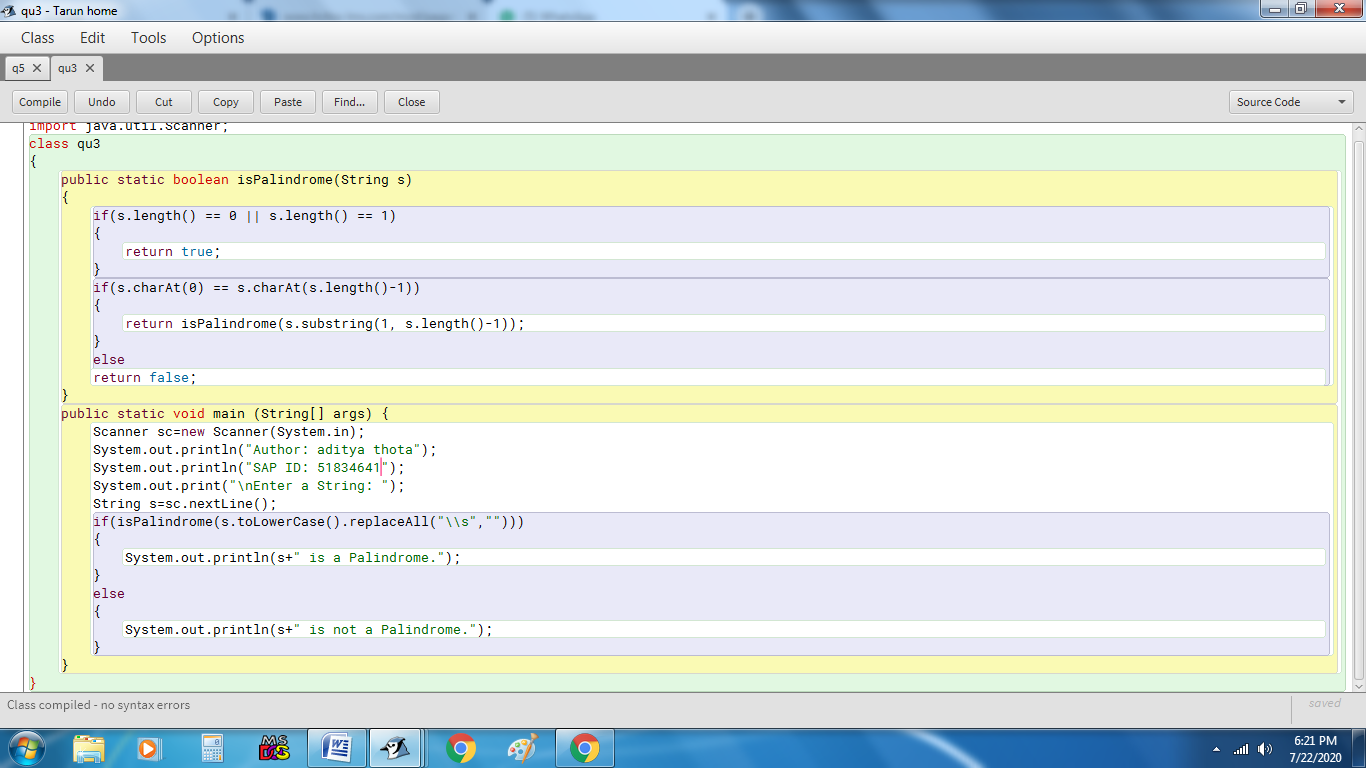 qu3 - Tarun home
Class Edit Tools Options
q5 qu3
Compile Undo Cut Copy Paste Find... Close Source Code
import java.util.Scanner;
class qu3
{
public static boolean isPalindrome(String s)
{
if(s.length() == 0 || s.length() == 1)
{
return true;
}
if(s.charAt(0) == s.charAt(s.length()-1))
{
return isPalindrome(s.substring(1, s.length()-1));
}
else
return false;
}
public static void main (String[] args) {
Scanner sc=new Scanner(System.in);
System.out.println("Author: aditya thota");
System.out.println("SAP ID: 51834641");
System.out.print("\nEnter a String: ");
String s=sc.nextLine();
if(isPalindrome(s.toLowerCase().replaceAll("\\s","")))
{
System.out.println(s+" is a Palindrome.");
}
else
{
System.out.println(s+" is not a Palindrome.");
}
}
}
Class compiled - no syntax errors
saved
6:21 PM
7/22/2020